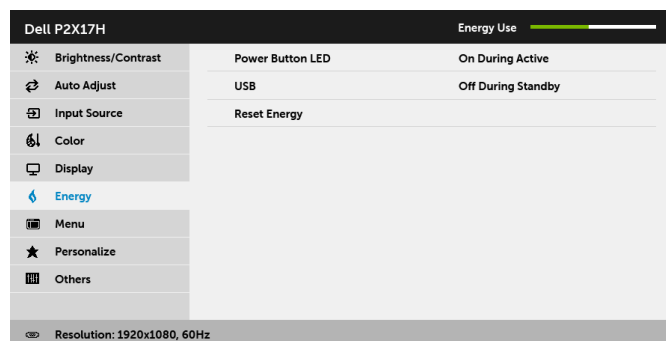 Dell P2X17H Energy Use
Brightness/Contrast Power Button LED On During Active
Auto Adjust USB Off During Standby
Input Source Reset Energy
Color
Display
Energy
Menu
Personalize
Others
Resolution: 1920x1080, 60Hz